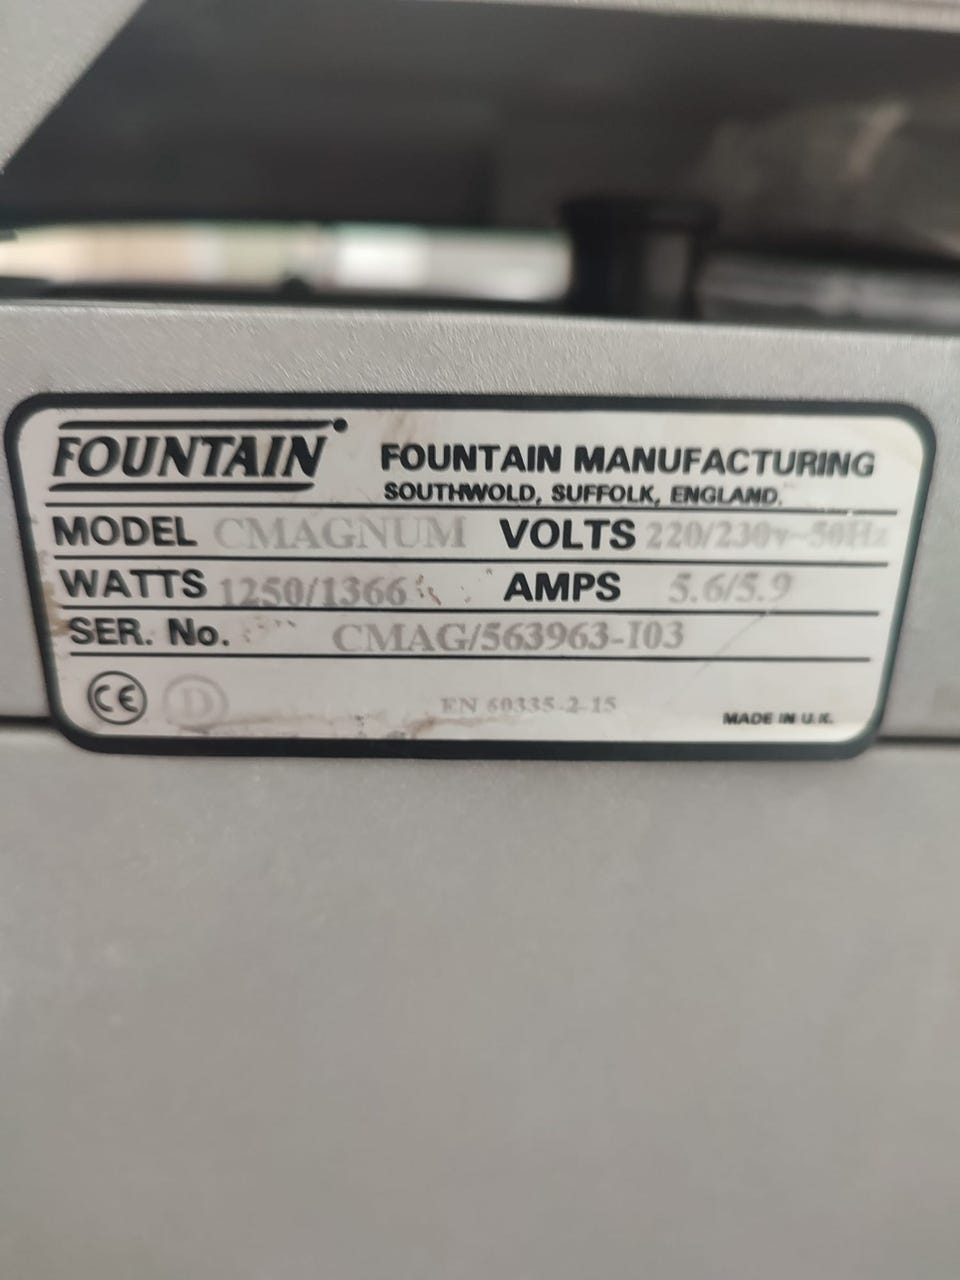 FOUNTAIN
FOUNTAIN MANUFACTURING
SOUTHWOLD, SUFFOLK, ENGLAND.
MODEL CMAGNUM VOLTS 220/230v~50Hz
WATTS 1250/1366 AMPS 5.6/5.9
SER. No. CMAG/563963-I03
CE D EN 60335-2-15
MADE IN U.K.